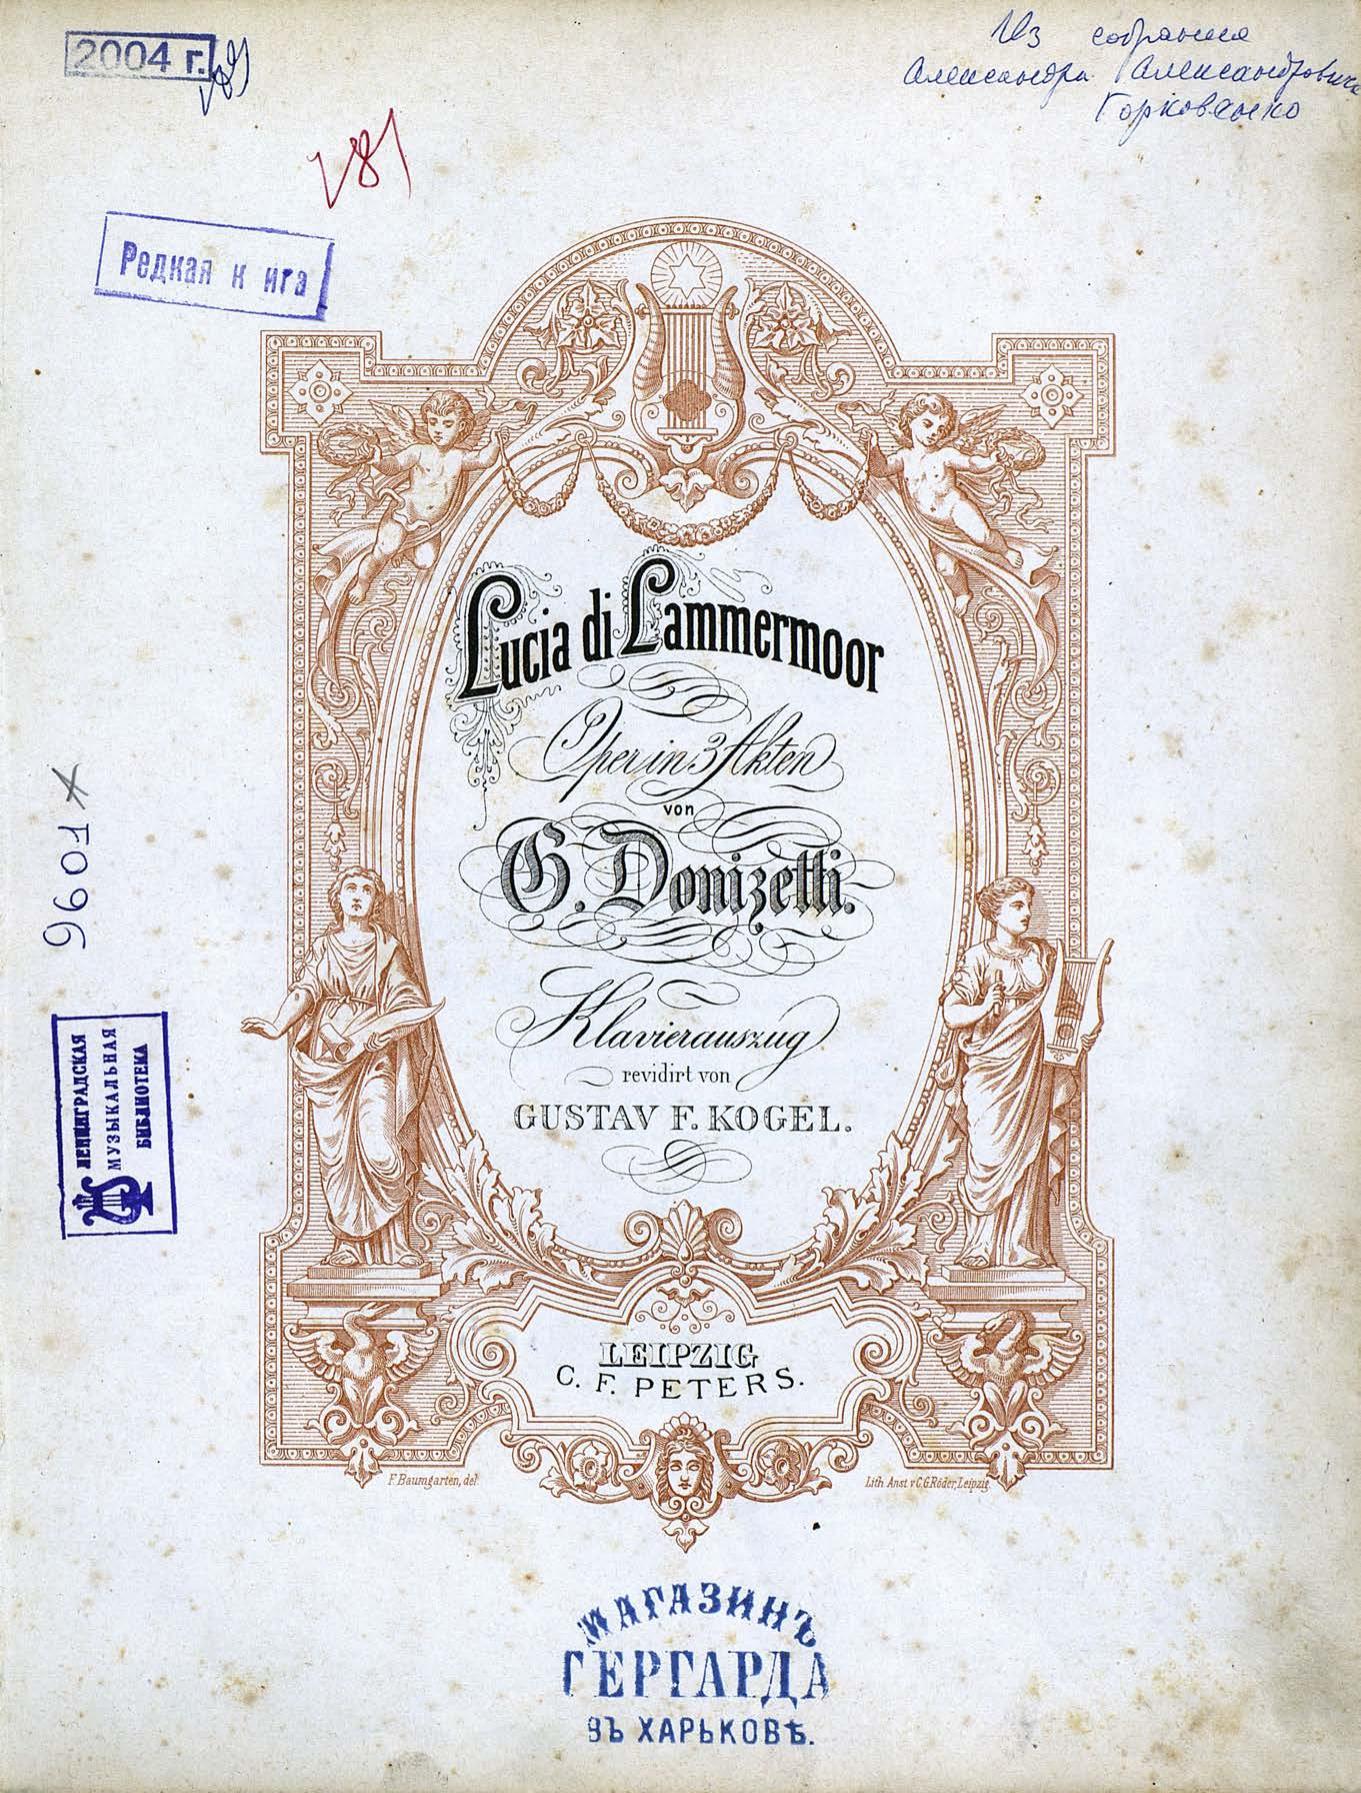 2004 г.
Из собрания
Александра Александровича
Горковенко
Редкая книга
Lucia di Lammermoor
Oper in 3 Akten
von
G. Donizetti.
Klavierauszug
revidirt von
GUSTAV F. KOGEL.
9601
ЛЕНИНГРАДСКАЯ
МУЗЫКАЛЬНАЯ
БИБЛИОТЕКА
LEIPZIG
C. F. PETERS.
F. Baumgarten, del.
Lith. Anst. v. C. G. Röder, Leipzig.
МАГАЗИНЪ
ГЕРГАРДА
ВЪ ХАРЬКОВѢ.